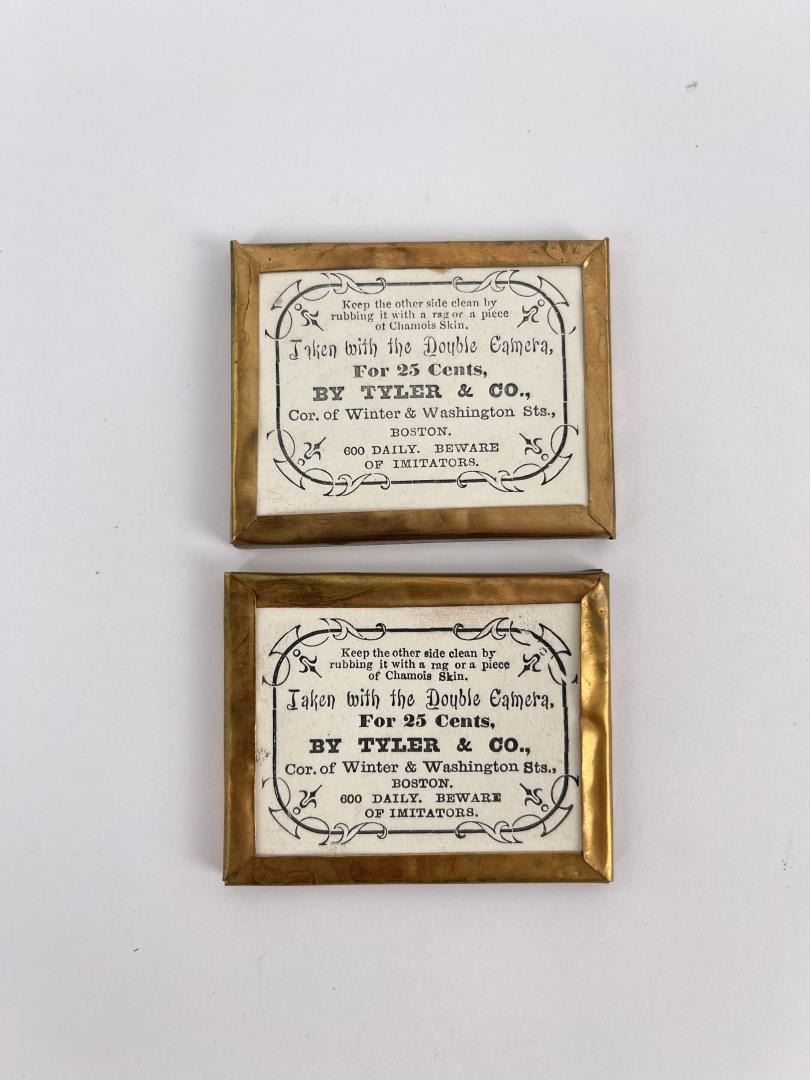 Keep the other side clean by
rubbing it with a rag or a piece
of Chamois Skin.
Taken with the Double Camera,
For 25 Cents,
BY TYLER & CO.,
Cor. of Winter & Washington Sts.,
BOSTON.
600 DAILY. BEWARE
OF IMITATORS.
Keep the other side clean by
rubbing it with a rag or a piece
of Chamois Skin.
Taken with the Double Camera,
For 25 Cents,
BY TYLER & CO.,
Cor. of Winter & Washington Sts.,
BOSTON.
600 DAILY. BEWARE
OF IMITATORS.